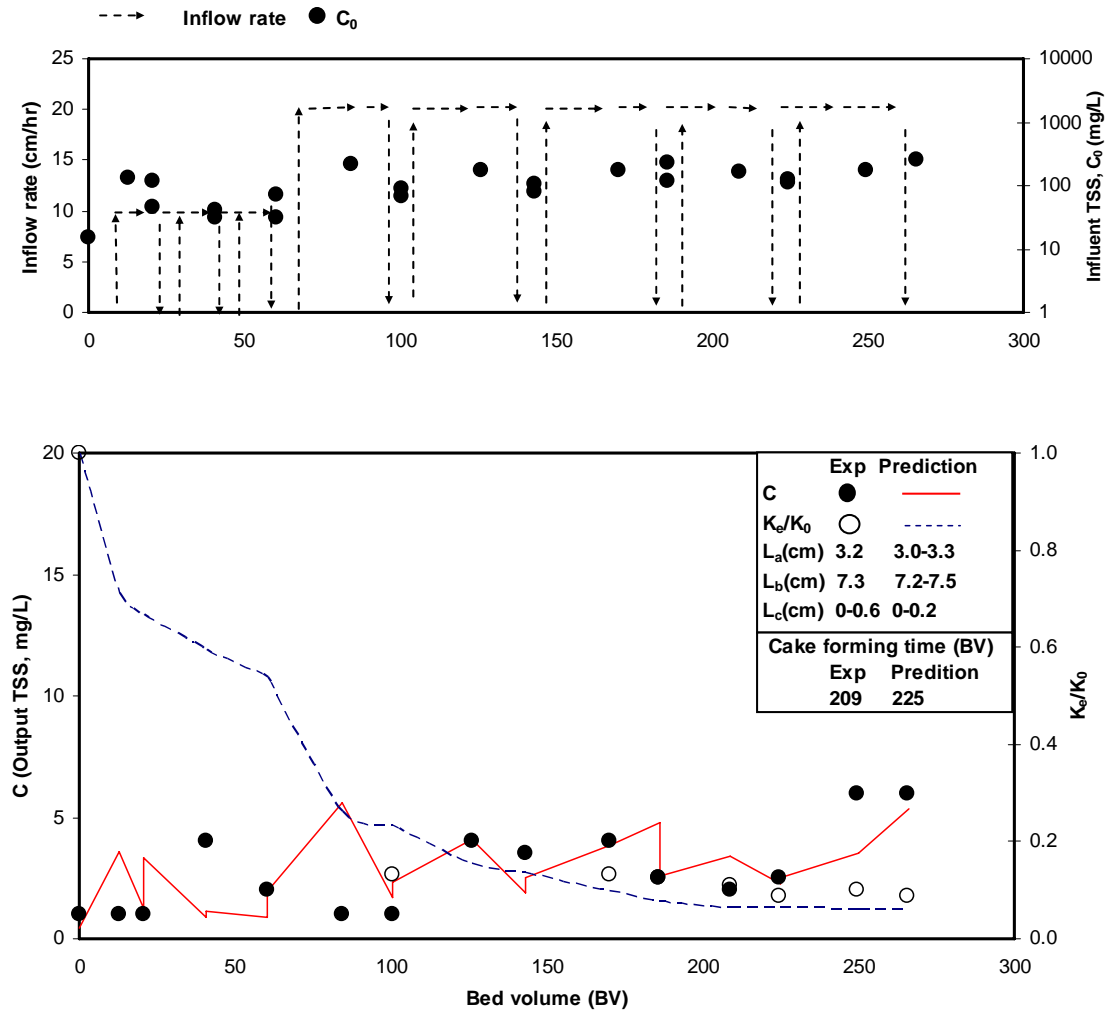 Inflow rate C0
Inflow rate (cm/hr)
25
20
15
10
5
0
10000
1000
100
10
1
Influent TSS, C0 (mg/L)
0 50 100 150 200 250 300
C (Output TSS, mg/L)
20
15
10
5
0
Exp Prediction
C
Ke/K0
La(cm) 3.2 3.0-3.3
Lb(cm) 7.3 7.2-7.5
Lc(cm) 0-0.6 0-0.2
Cake forming time (BV)
Exp Predition
209 225
1.0
0.8
0.6
0.4
0.2
0.0
Ke/K0
0 50 100 150 200 250 300
Bed volume (BV)